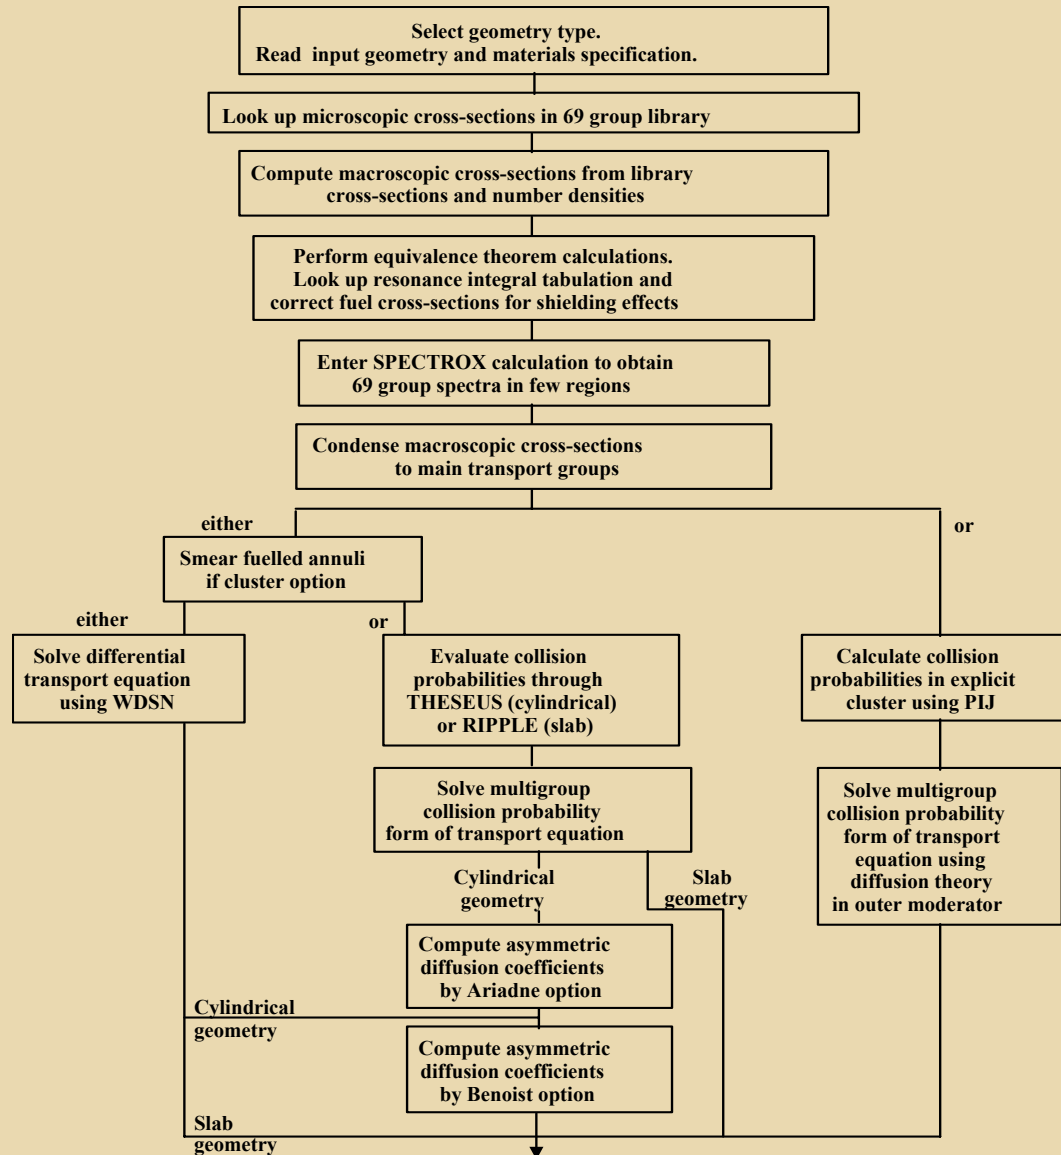 Select geometry type.
Read input geometry and materials specification.
Look up microscopic cross-sections in 69 group library
Compute macroscopic cross-sections from library
cross-sections and number densities
Perform equivalence theorem calculations.
Look up resonance integral tabulation and
correct fuel cross-sections for shielding effects
Enter SPECTROX calculation to obtain
69 group spectra in few regions
Condense macroscopic cross-sections
to main transport groups
either
or
Smear fuelled annuli
if cluster option
either
or
Solve differential
transport equation
using WDSN
Evaluate collision
probabilities through
THESEUS (cylindrical)
or RIPPLE (slab)
Calculate collision
probabilities in explicit
cluster using PIJ
Solve multigroup
collision probability
form of transport equation
Solve multigroup
collision probability
form of transport
equation using
diffusion theory
in outer moderator
Cylindrical
geometry
Slab
geometry
Compute asymmetric
diffusion coefficients
by Ariadne option
Cylindrical
geometry
Compute asymmetric
diffusion coefficients
by Benoist option
Slab
geometry